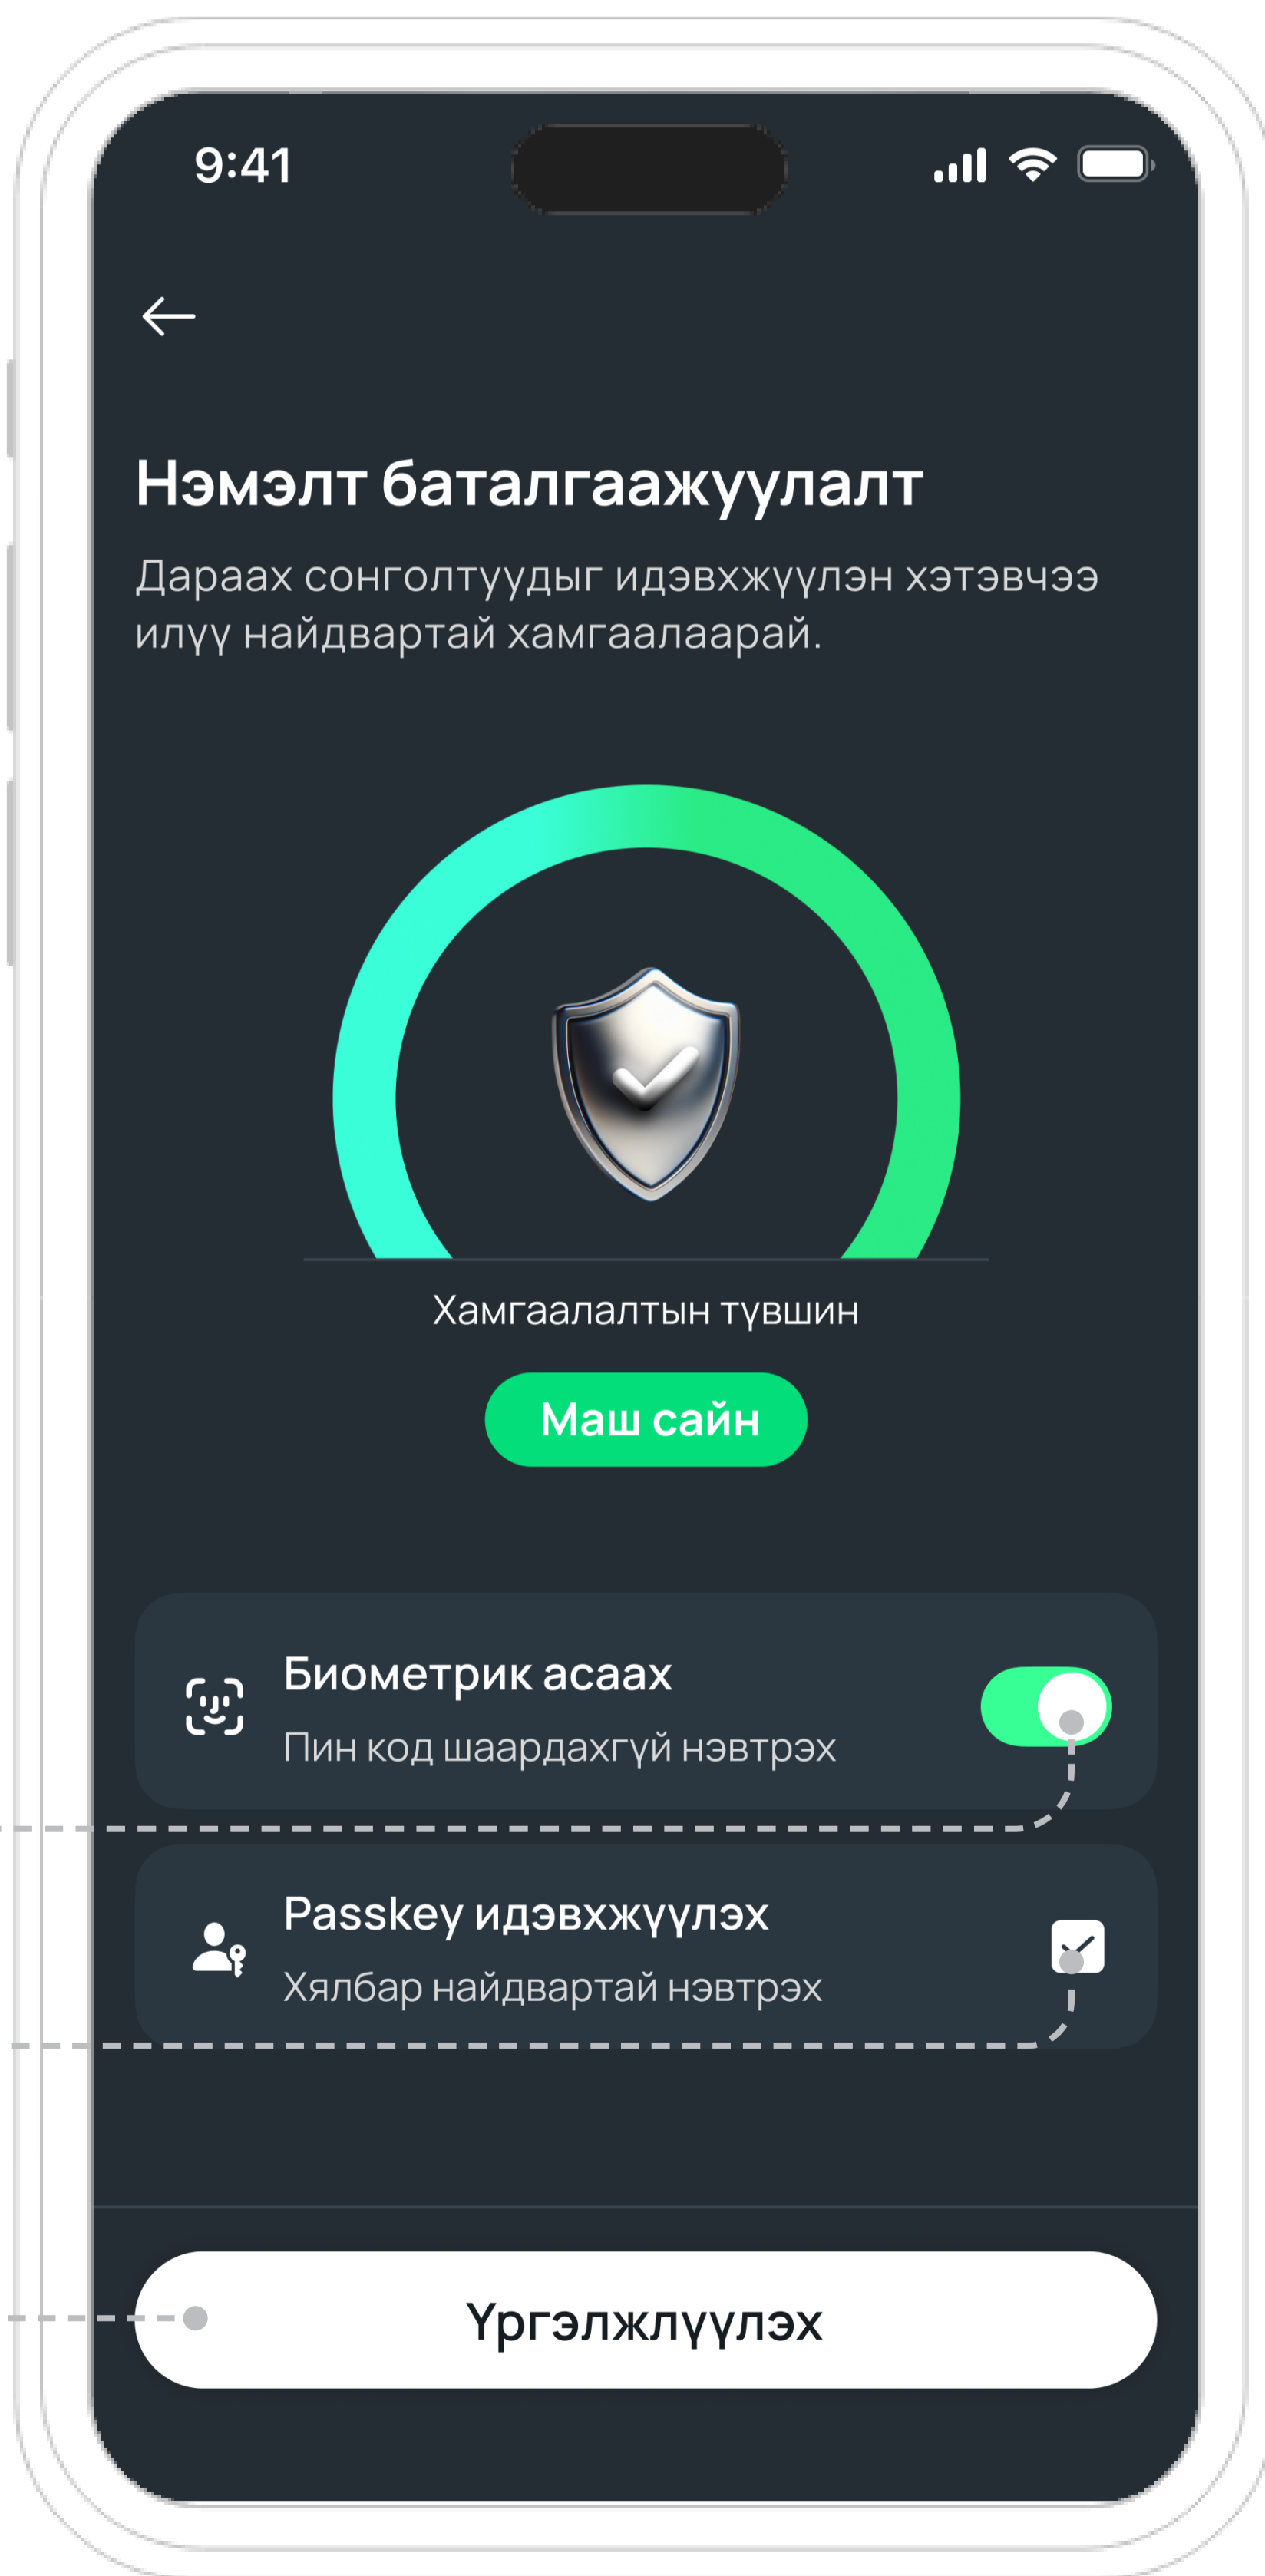 9:41
Нэмэлт баталгаажуулалт
Дараах сонголтуудыг идэвхжүүлэн хэтэвчээ
илүү найдвартай хамгаалаарай.
Хамгаалалтын түвшин
Маш сайн
Биометрик асаах
Пин код шаардахгүй нэвтрэх
Passkey идэвхжүүлэх
Хялбар найдвартай нэвтрэх
Үргэлжлүүлэх